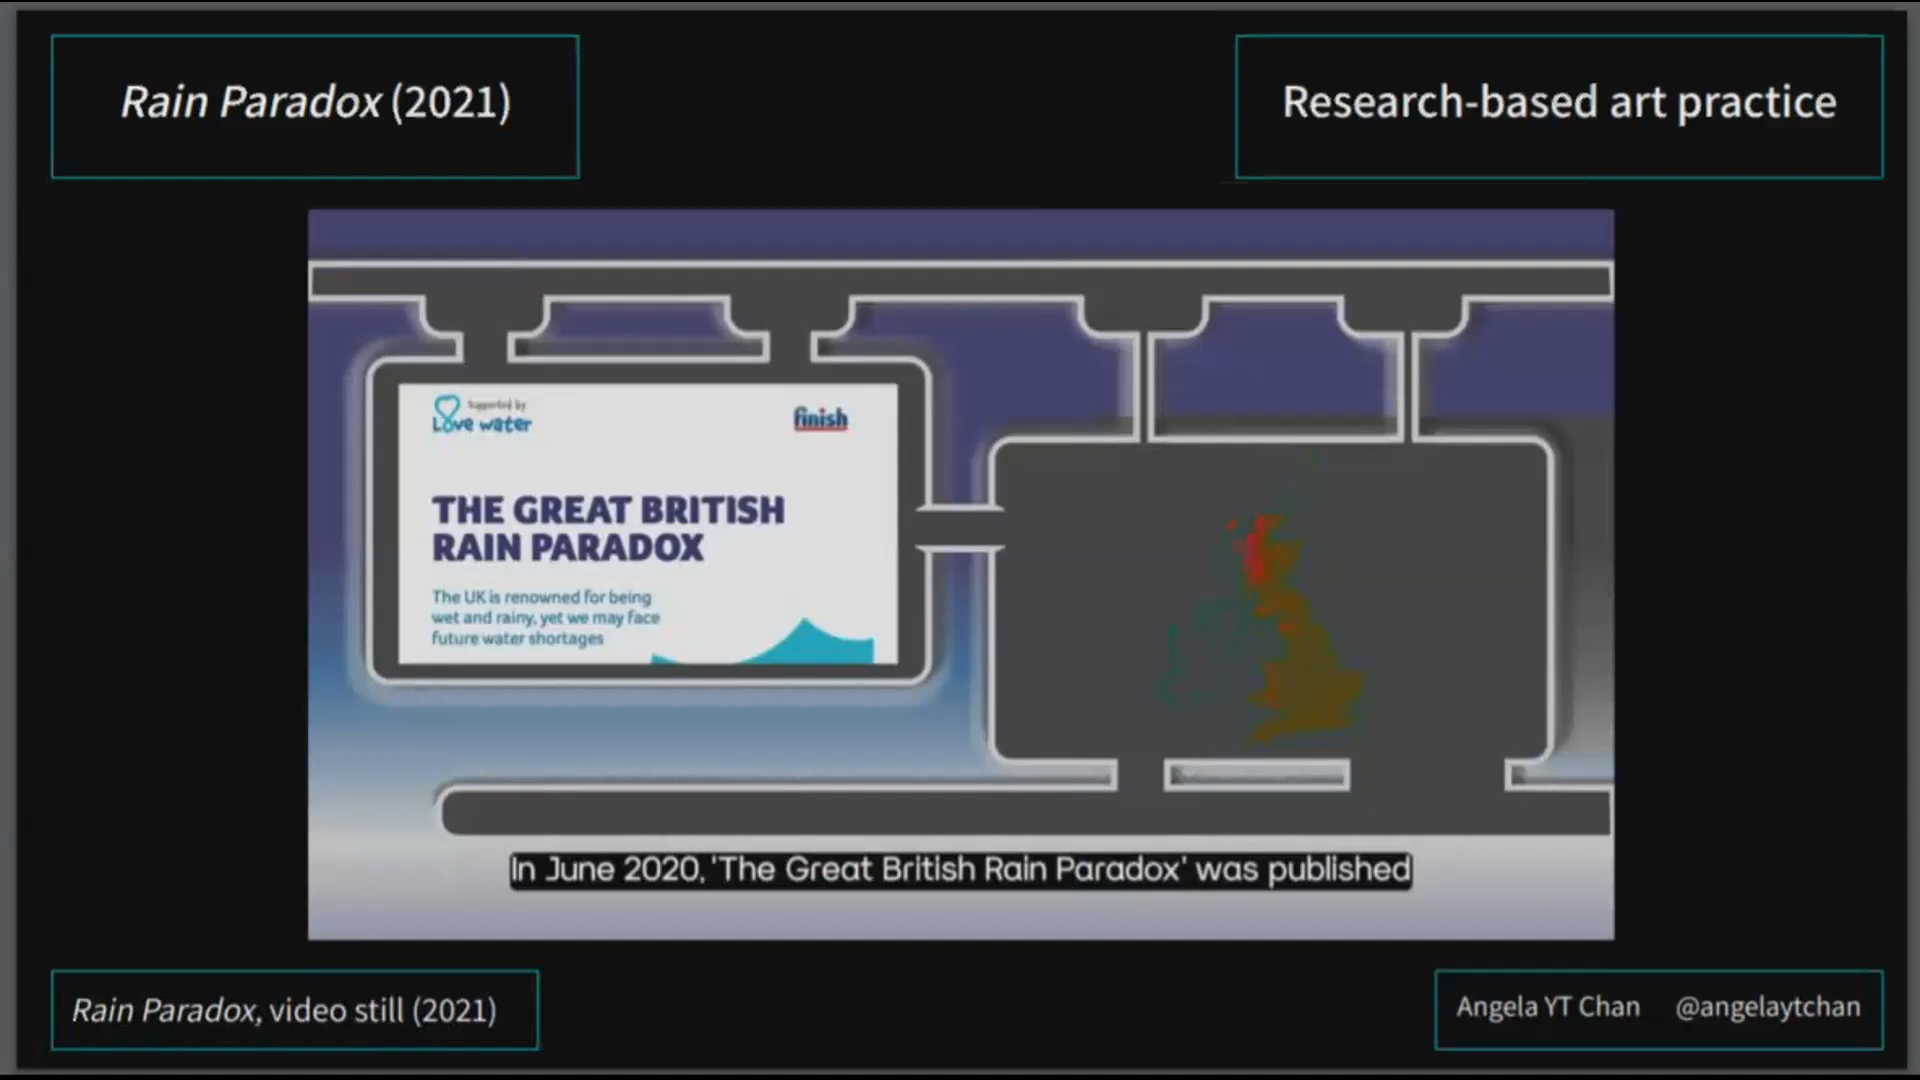 Rain Paradox (2021)
Research-based art practice
Supported by
Love water
finish
THE GREAT BRITISH
RAIN PARADOX
The UK is renowned for being
wet and rainy, yet we may face
future water shortages
In June 2020, 'The Great British Rain Paradox' was published
Rain Paradox, video still (2021)
Angela YT Chan @angelaytchan